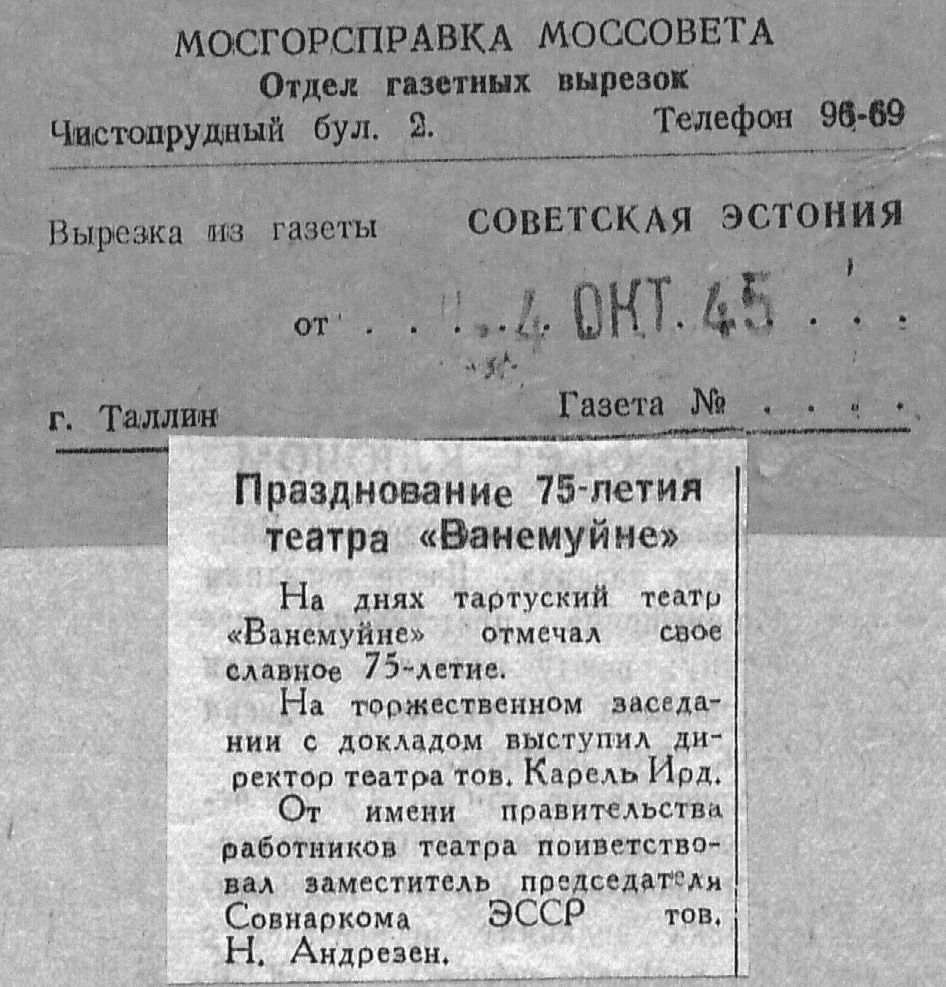 МОСГОРСПРАВКА МОССОВЕТА
Отдел газетных вырезок
Чистопрудный бул. 2. Телефон 96-69
Вырезка из газеты СОВЕТСКАЯ ЭСТОНИЯ
от . . . . . 4 ОКТ. 45 . . .
г. Таллин Газета № . . . .
Празднование 75-летия
театра «Ванемуйне»
На днях тартуский театр
«Ванемуйне» отмечал свое
славное 75-летие.
На торжественном заседа-
нии с докладом выступил ди-
ректор театра тов. Карель Ирд.
От имени правительства
работников театра поиветство-
вал заместитель председателя
Совнаркома ЭССР тов.
Н. Андрезен.